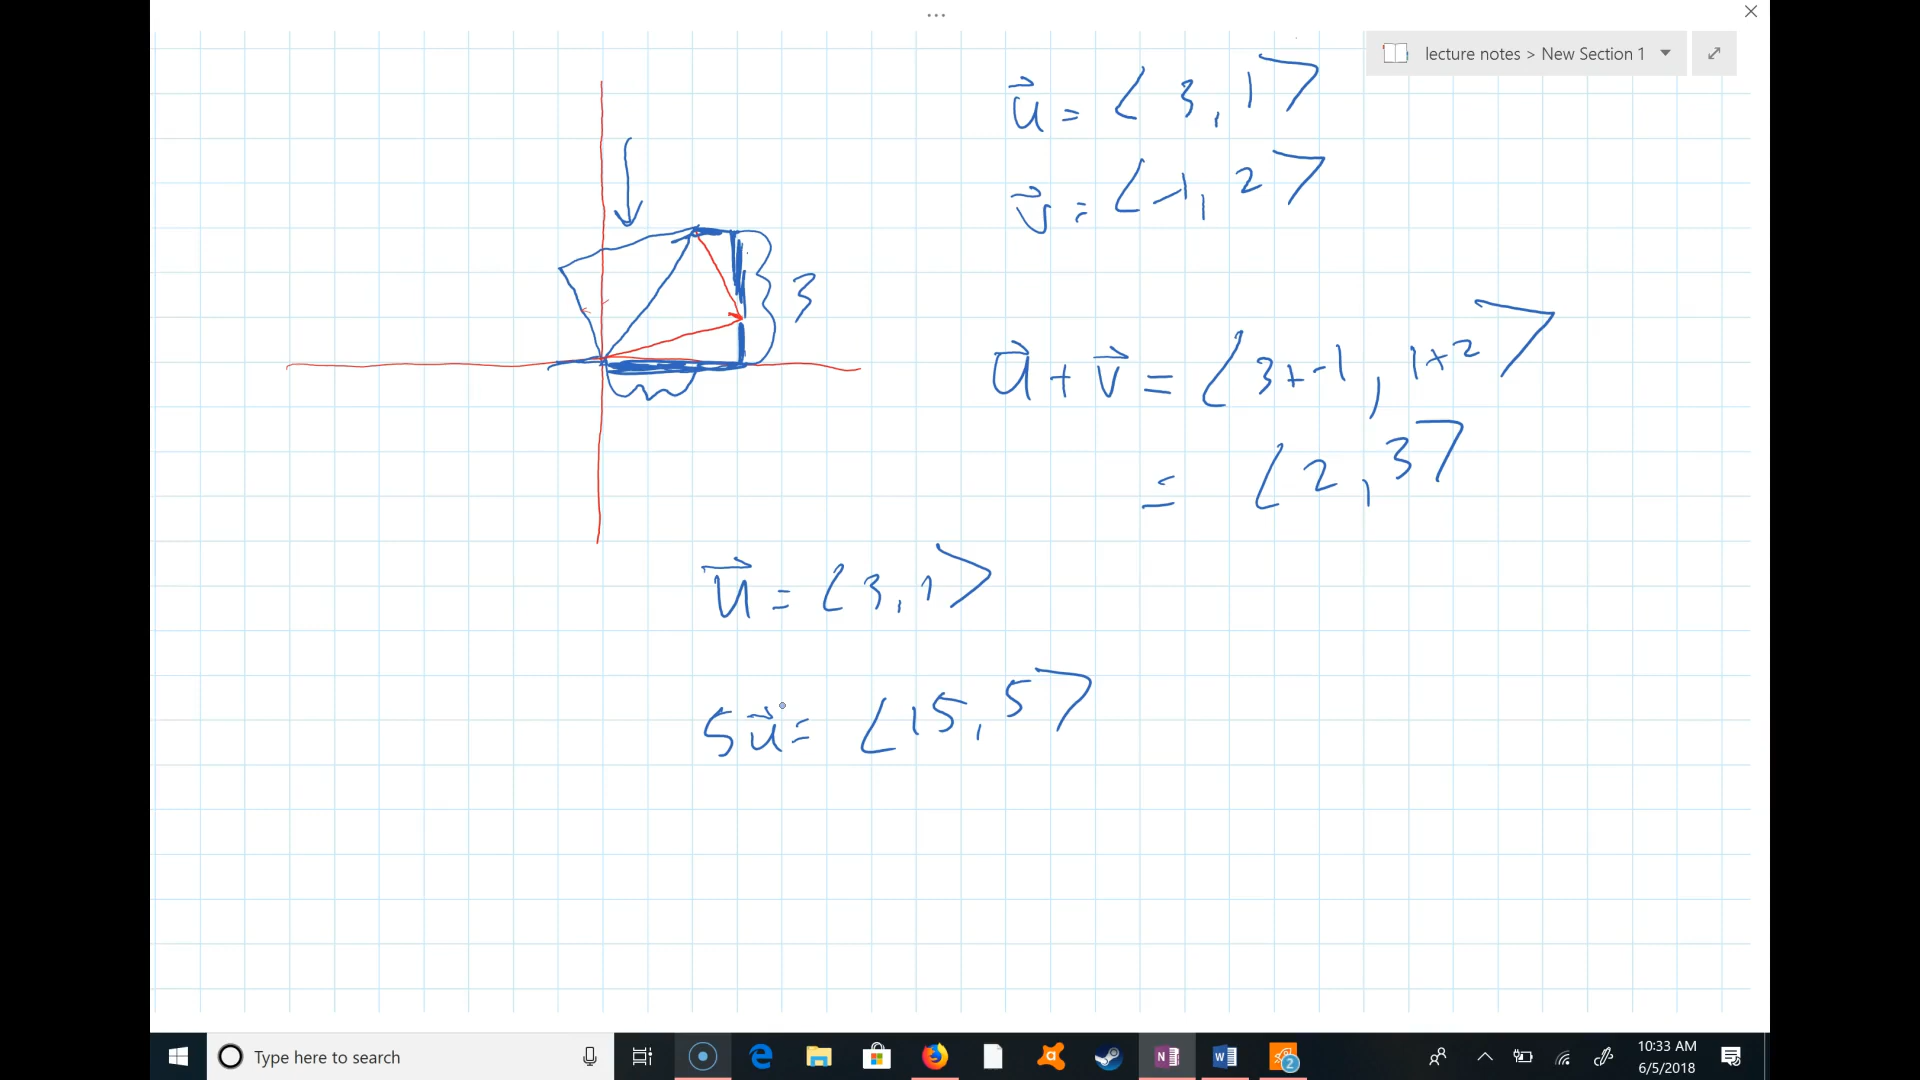 ...
lecture notes > New Section 1
u⃗ = ⟨3, 1⟩
v⃗ = ⟨-1, 2⟩
3
u⃗ + v⃗ = ⟨3+-1, 1+2⟩
= ⟨2, 3⟩
u⃗ = ⟨3, 1⟩
5u⃗ = ⟨15, 5⟩
Type here to search
2
10:33 AM
6/5/2018